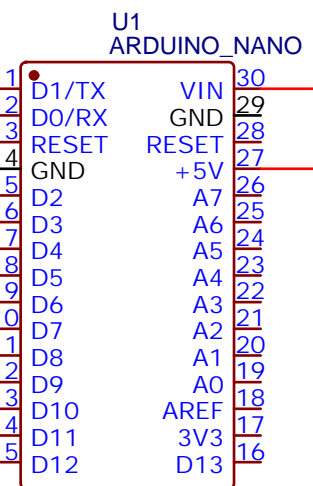 U1
ARDUINO_NANO
1 D1/TX VIN 30
2 D0/RX GND 29
3 RESET RESET 28
4 GND +5V 27
5 D2 A7 26
6 D3 A6 25
7 D4 A5 24
8 D5 A4 23
9 D6 A3 22
0 D7 A2 21
1 D8 A1 20
2 D9 A0 19
3 D10 AREF 18
4 D11 3V3 17
5 D12 D13 16